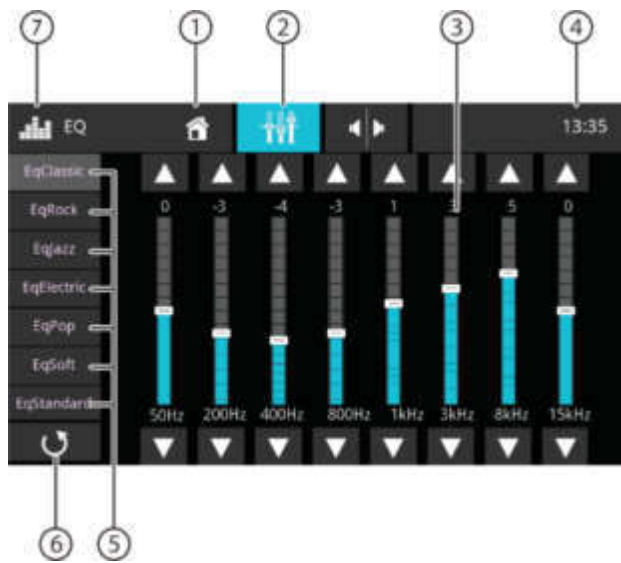 7 1 2 3 4
EQ 13:35
EqClassic
0 -3 -4 -3 1 3 5 0
EqRock
EqJazz
EqElectric
EqPop
EqSoft
EqStandard
50Hz 200Hz 400Hz 800Hz 1kHz 3kHz 8kHz 15kHz
6 5